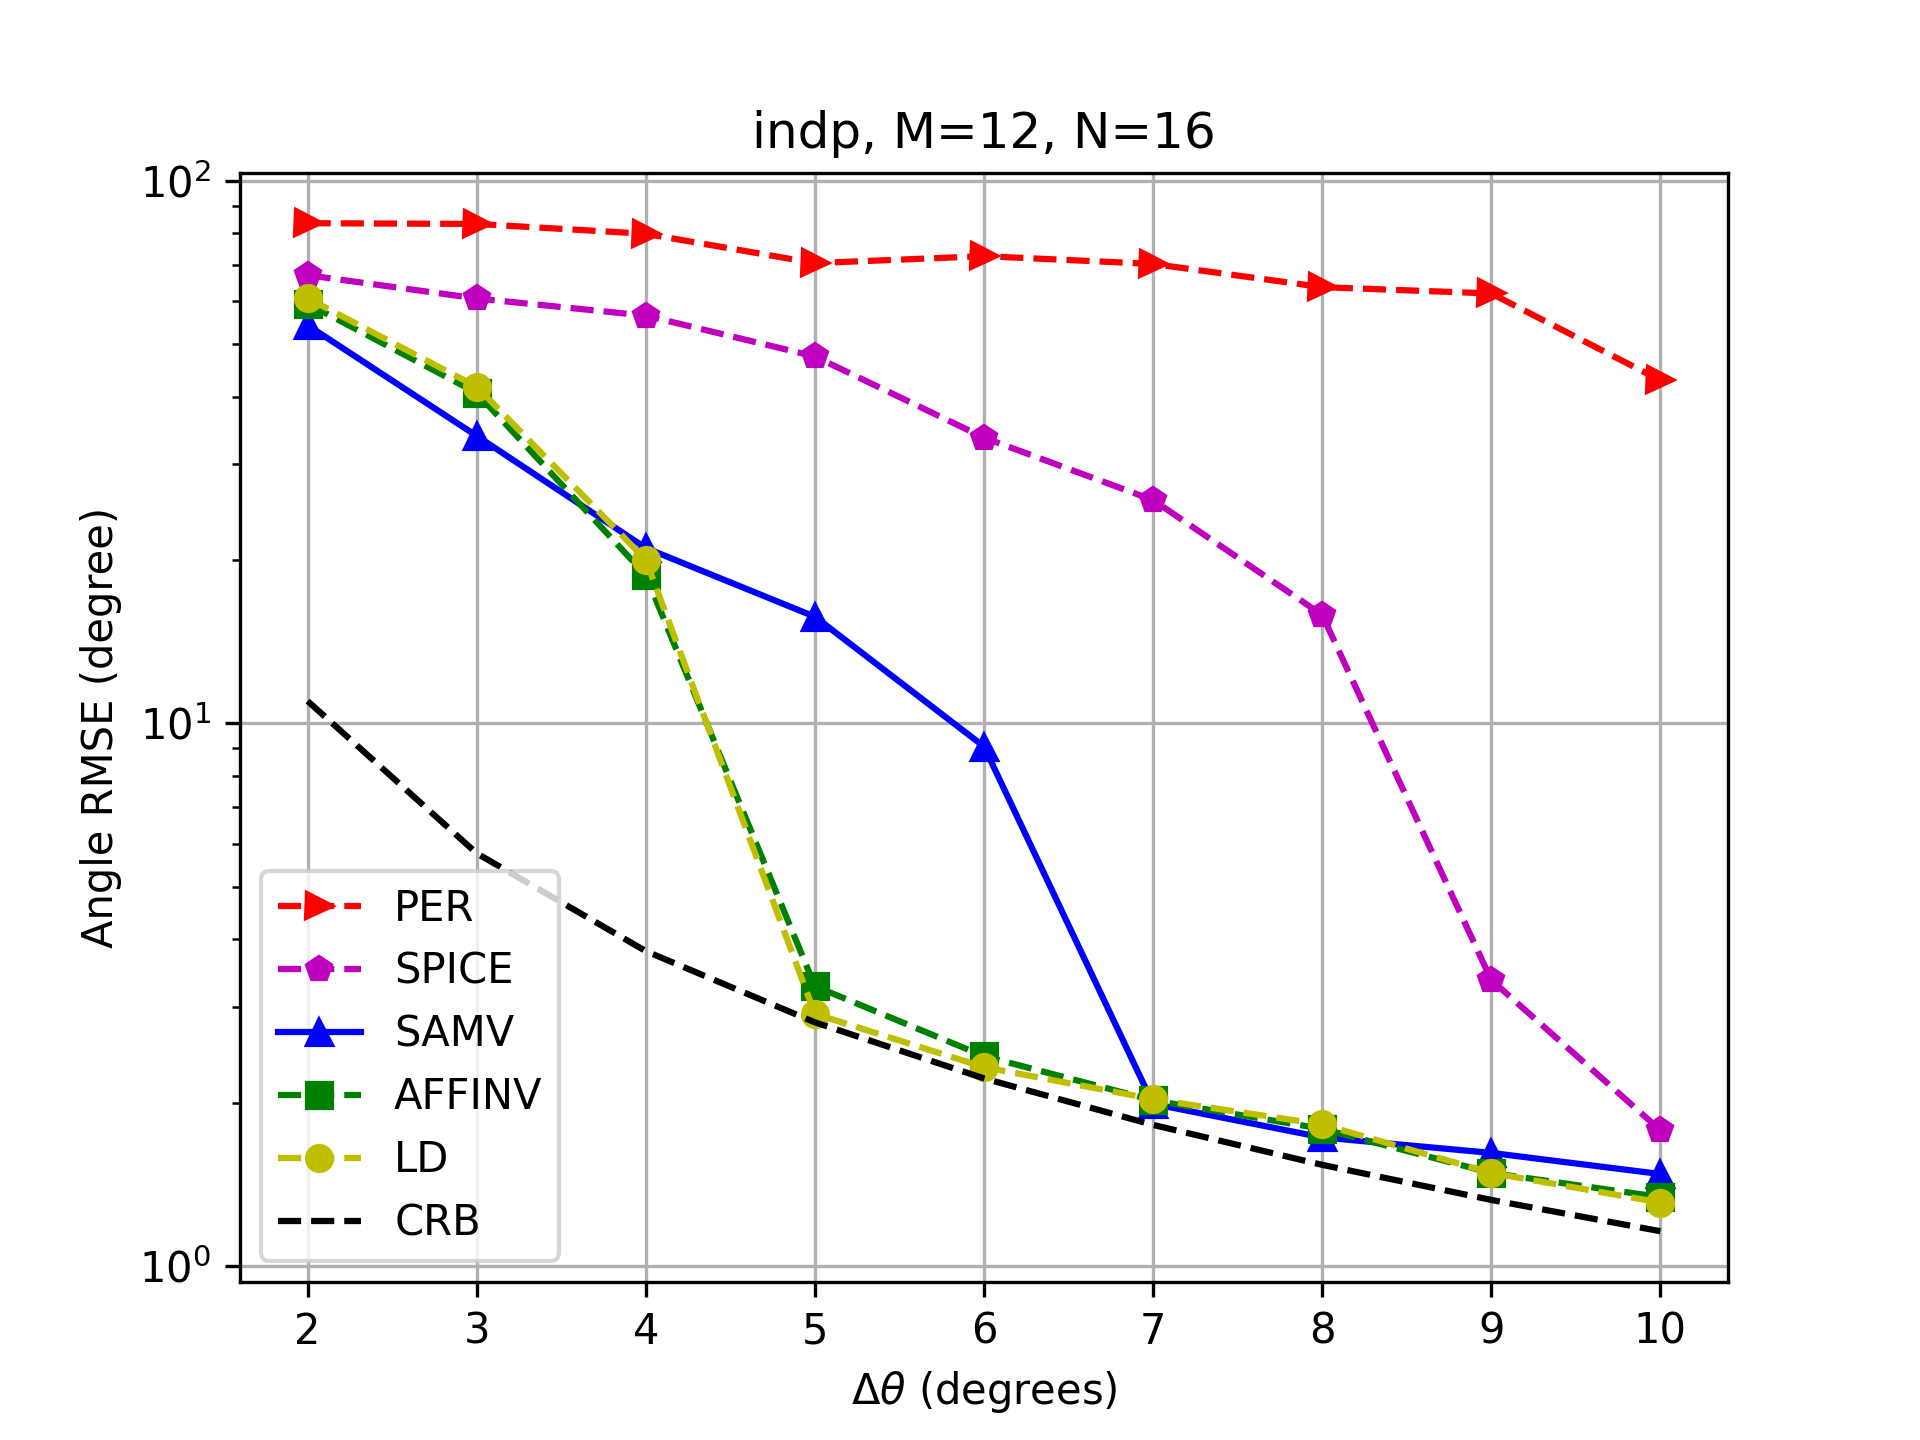 indp, M=12, N=16
10²
10¹
10⁰
Angle RMSE (degree)
PER
SPICE
SAMV
AFFINV
LD
CRB
2 3 4 5 6 7 8 9 10
Δθ (degrees)